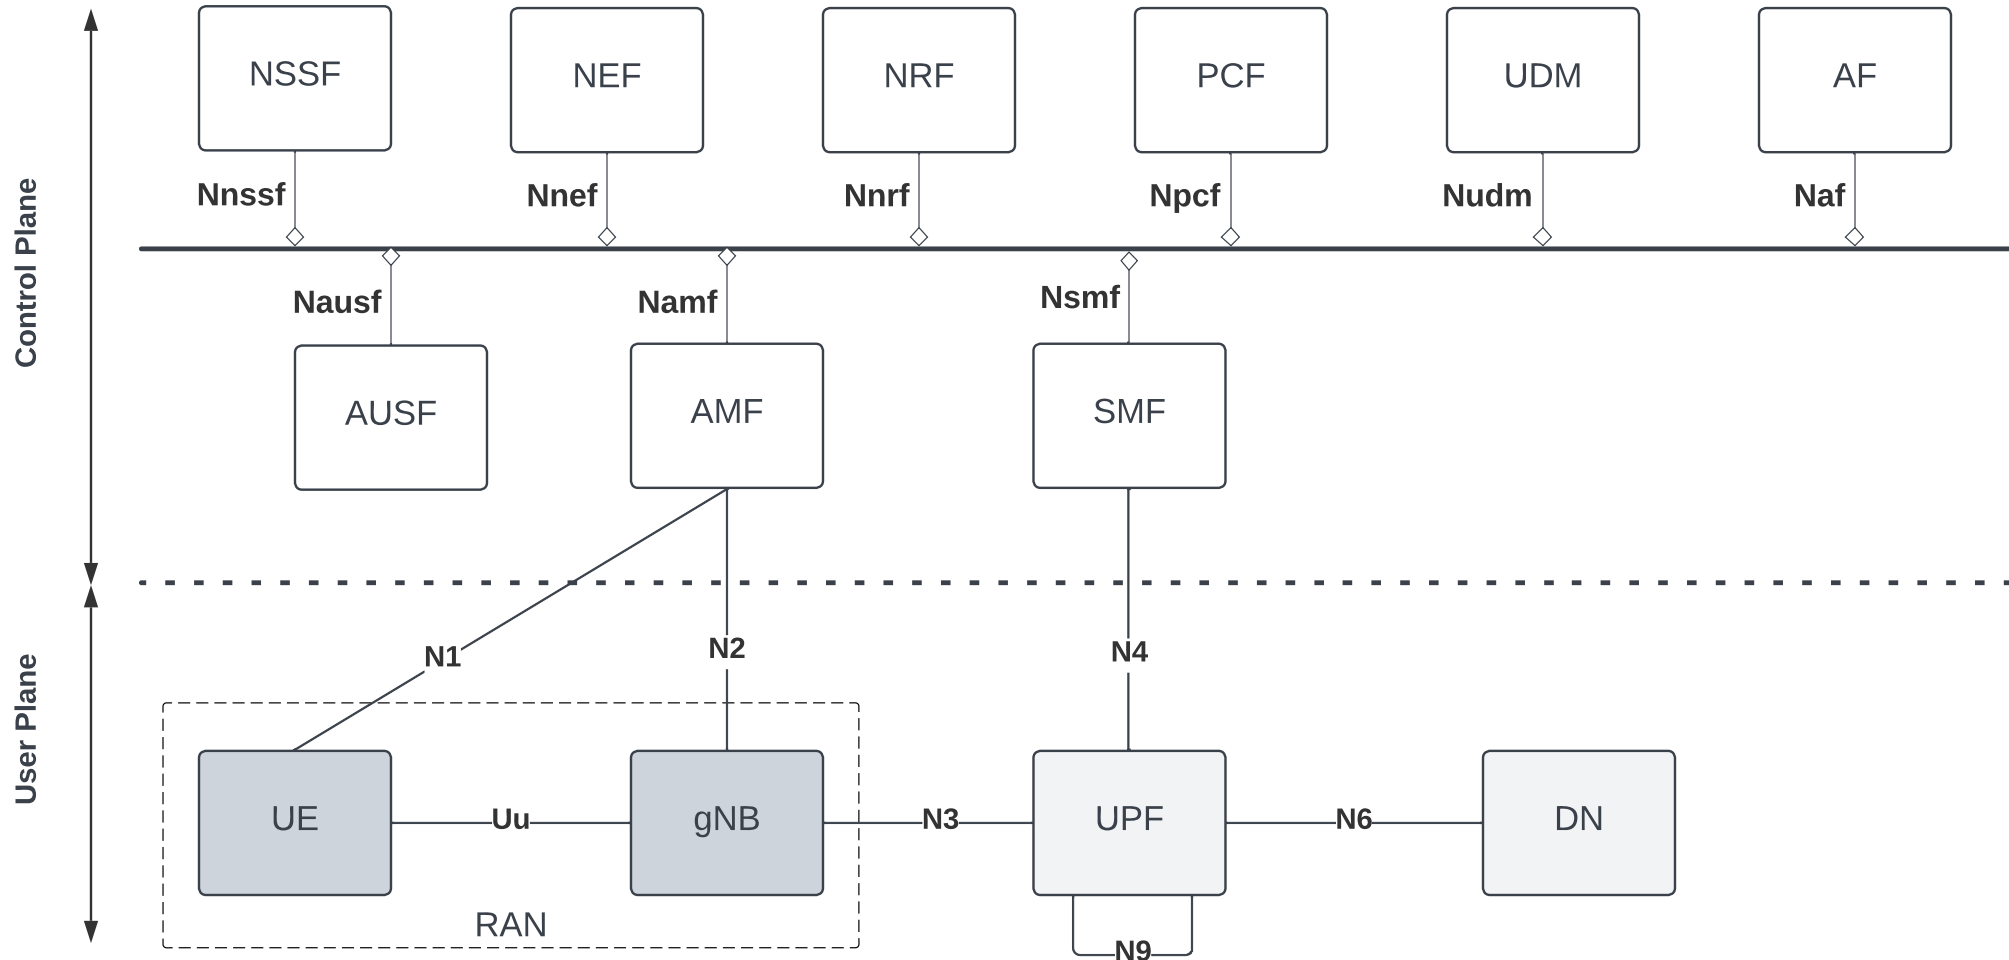 NSSF
NEF
NRF
PCF
UDM
AF
Nnssf
Nnef
Nnrf
Npcf
Nudm
Naf
Control Plane
Nausf
Namf
Nsmf
AUSF
AMF
SMF
N1
N2
N4
User Plane
UE
Uu
gNB
N3
UPF
N6
DN
RAN
N9